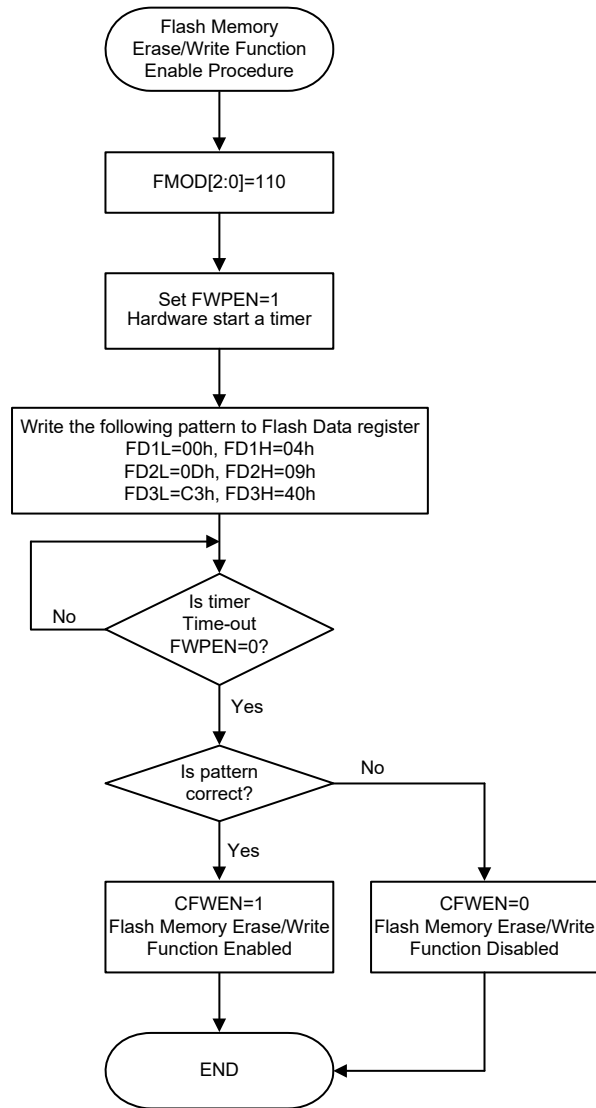 Flash Memory
Erase/Write Function
Enable Procedure
FMOD[2:0]=110
Set FWPEN=1
Hardware start a timer
Write the following pattern to Flash Data register
FD1L=00h, FD1H=04h
FD2L=0Dh, FD2H=09h
FD3L=C3h, FD3H=40h
Is timer
Time-out
FWPEN=0?
No
Yes
Is pattern
correct?
No
Yes
CFWEN=1
Flash Memory Erase/Write
Function Enabled
CFWEN=0
Flash Memory Erase/Write
Function Disabled
END